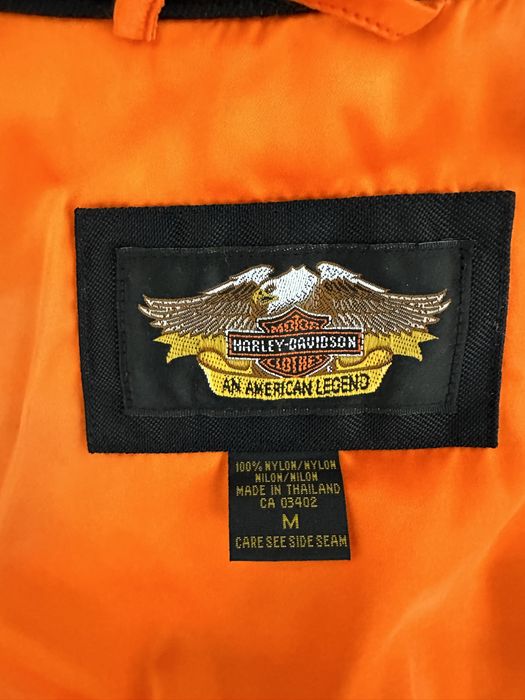 MOTOR
HARLEY-DAVIDSON
CLOTHES
AN AMERICAN LEGEND
100% NYLON/NYLON
NILON/NILON
MADE IN THAILAND
CA 03402
M
CARE SEE SIDE SEAM